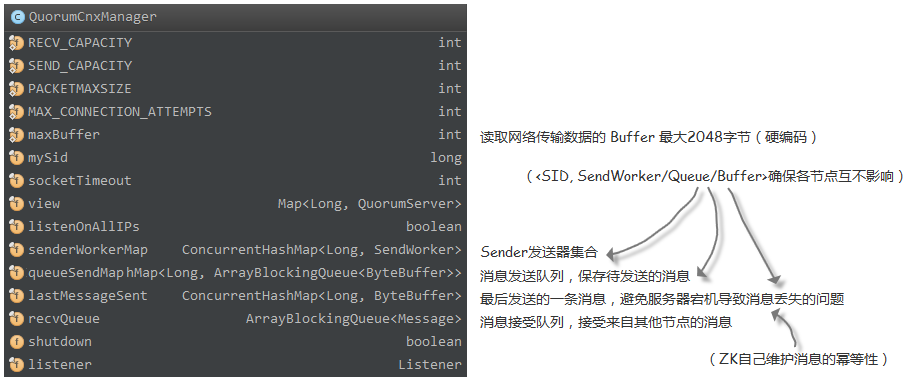 QuorumCnxManager
RECV_CAPACITY int
SEND_CAPACITY int
PACKETMAXSIZE int
MAX_CONNECTION_ATTEMPTS int
maxBuffer int
mySid long
socketTimeout int
view Map<Long, QuorumServer>
listenOnAllIPs boolean
senderWorkerMap ConcurrentHashMap<Long, SendWorker>
queueSendMaphMap<Long, ArrayBlockingQueue<ByteBuffer>>
lastMessageSent ConcurrentHashMap<Long, ByteBuffer>
recvQueue ArrayBlockingQueue<Message>
shutdown boolean
listener Listener
读取网络传输数据的 Buffer 最大2048字节（硬编码）
（<SID, SendWorker/Queue/Buffer>确保各节点互不影响）
Sender发送器集合
消息发送队列，保存待发送的消息
最后发送的一条消息，避免服务器宕机导致消息丢失的问题
消息接受队列，接受来自其他节点的消息
（ZK自己维护消息的幂等性）